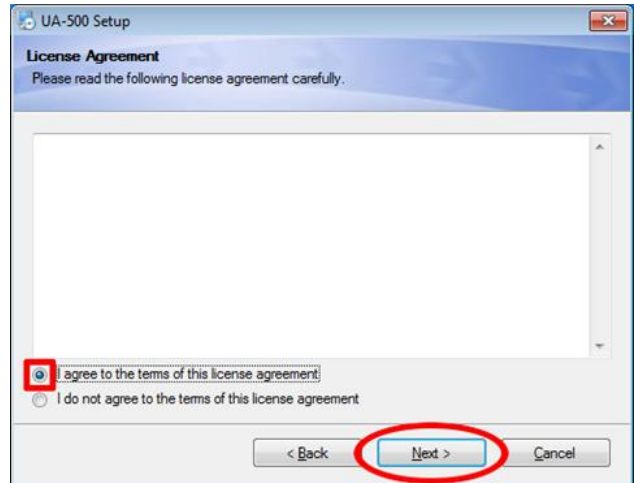 UA-500 Setup
License Agreement
Please read the following license agreement carefully.
I agree to the terms of this license agreement
I do not agree to the terms of this license agreement
< Back Next > Cancel